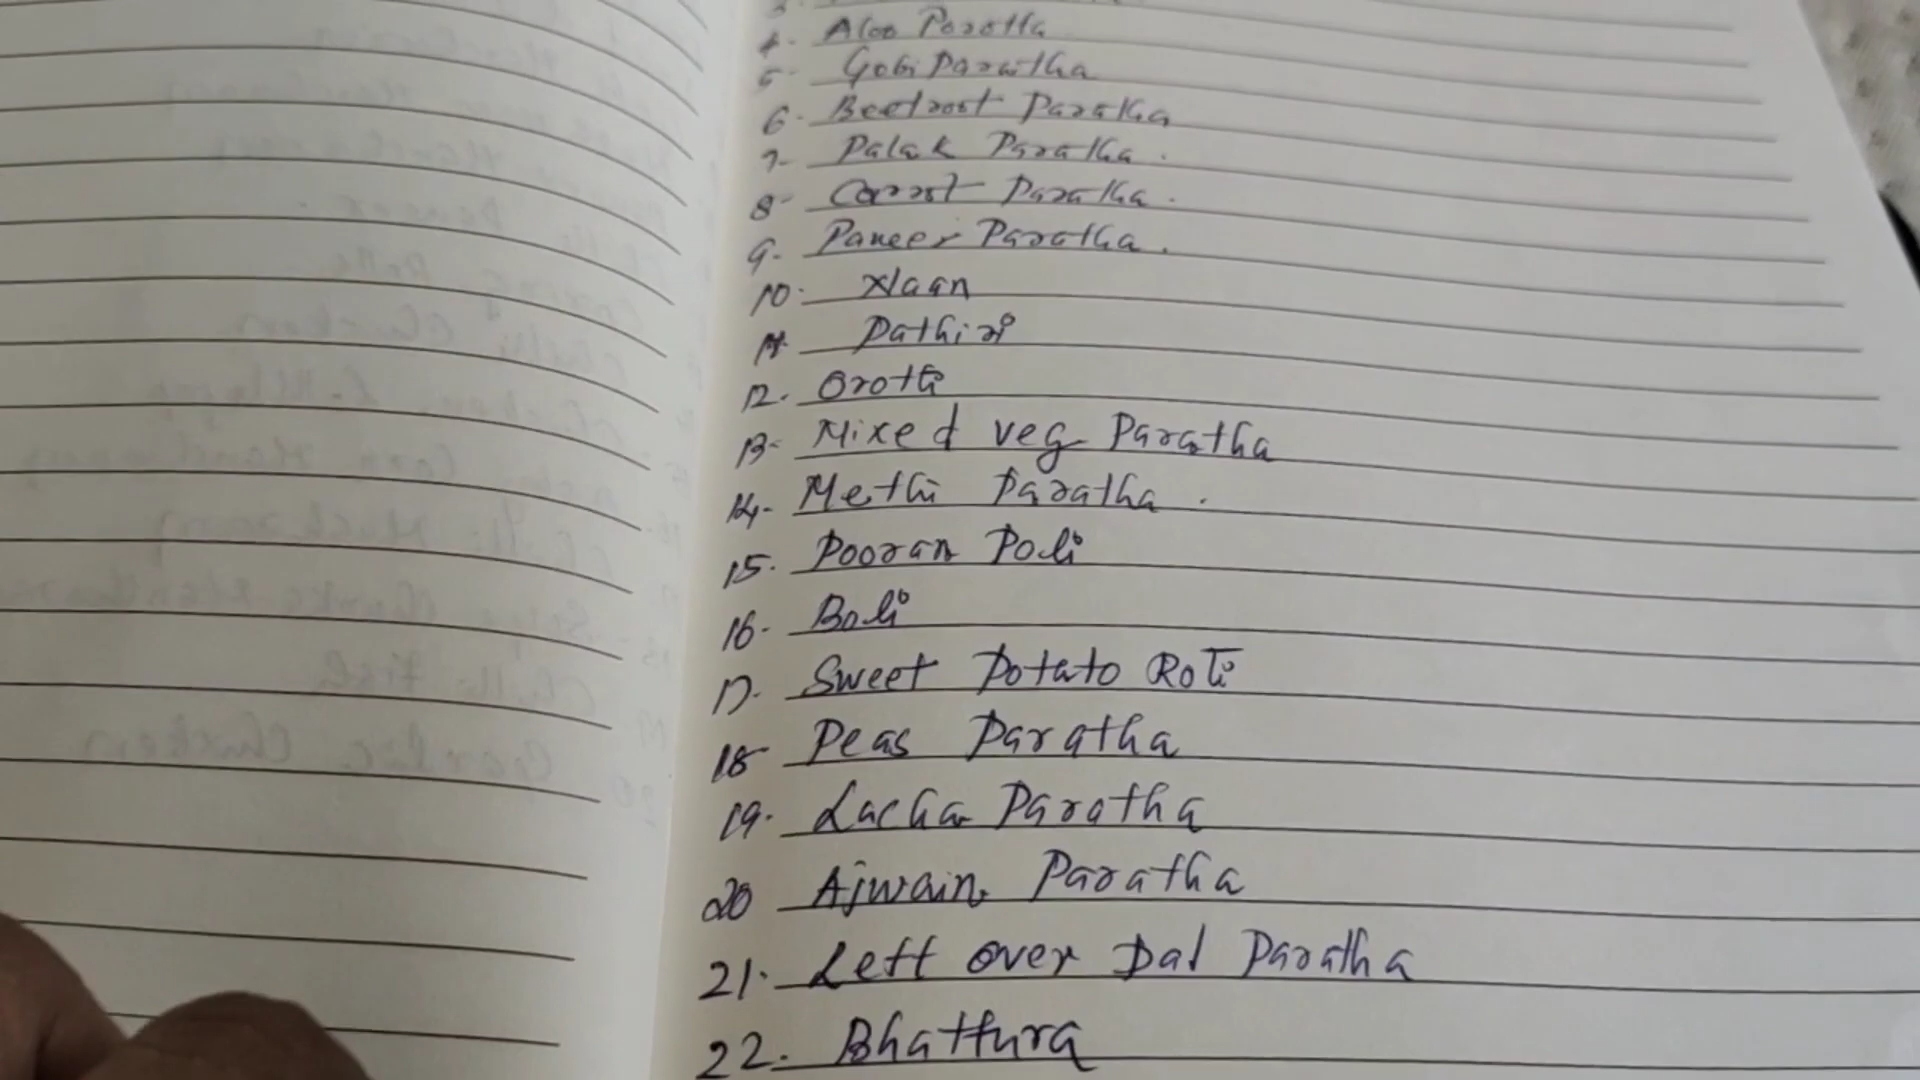 4. Aloo Parotta
5- Gobi Paratha
6- Beetroot Paratha
7- Palak Paratha.
8- Carrot Paratha.
9- Paneer Paratha.
10- Naan
11- Pathiri
12. Orotti
13- Mixed veg Paratha
14- Methi Paratha.
15. Pooran Poli
16- Boli
17. Sweet Potato Roti
18- Peas Paratha
19. Lacha Paratha
20 Ajwain Paratha
21. Left over Dal Paratha
22. Bhattura